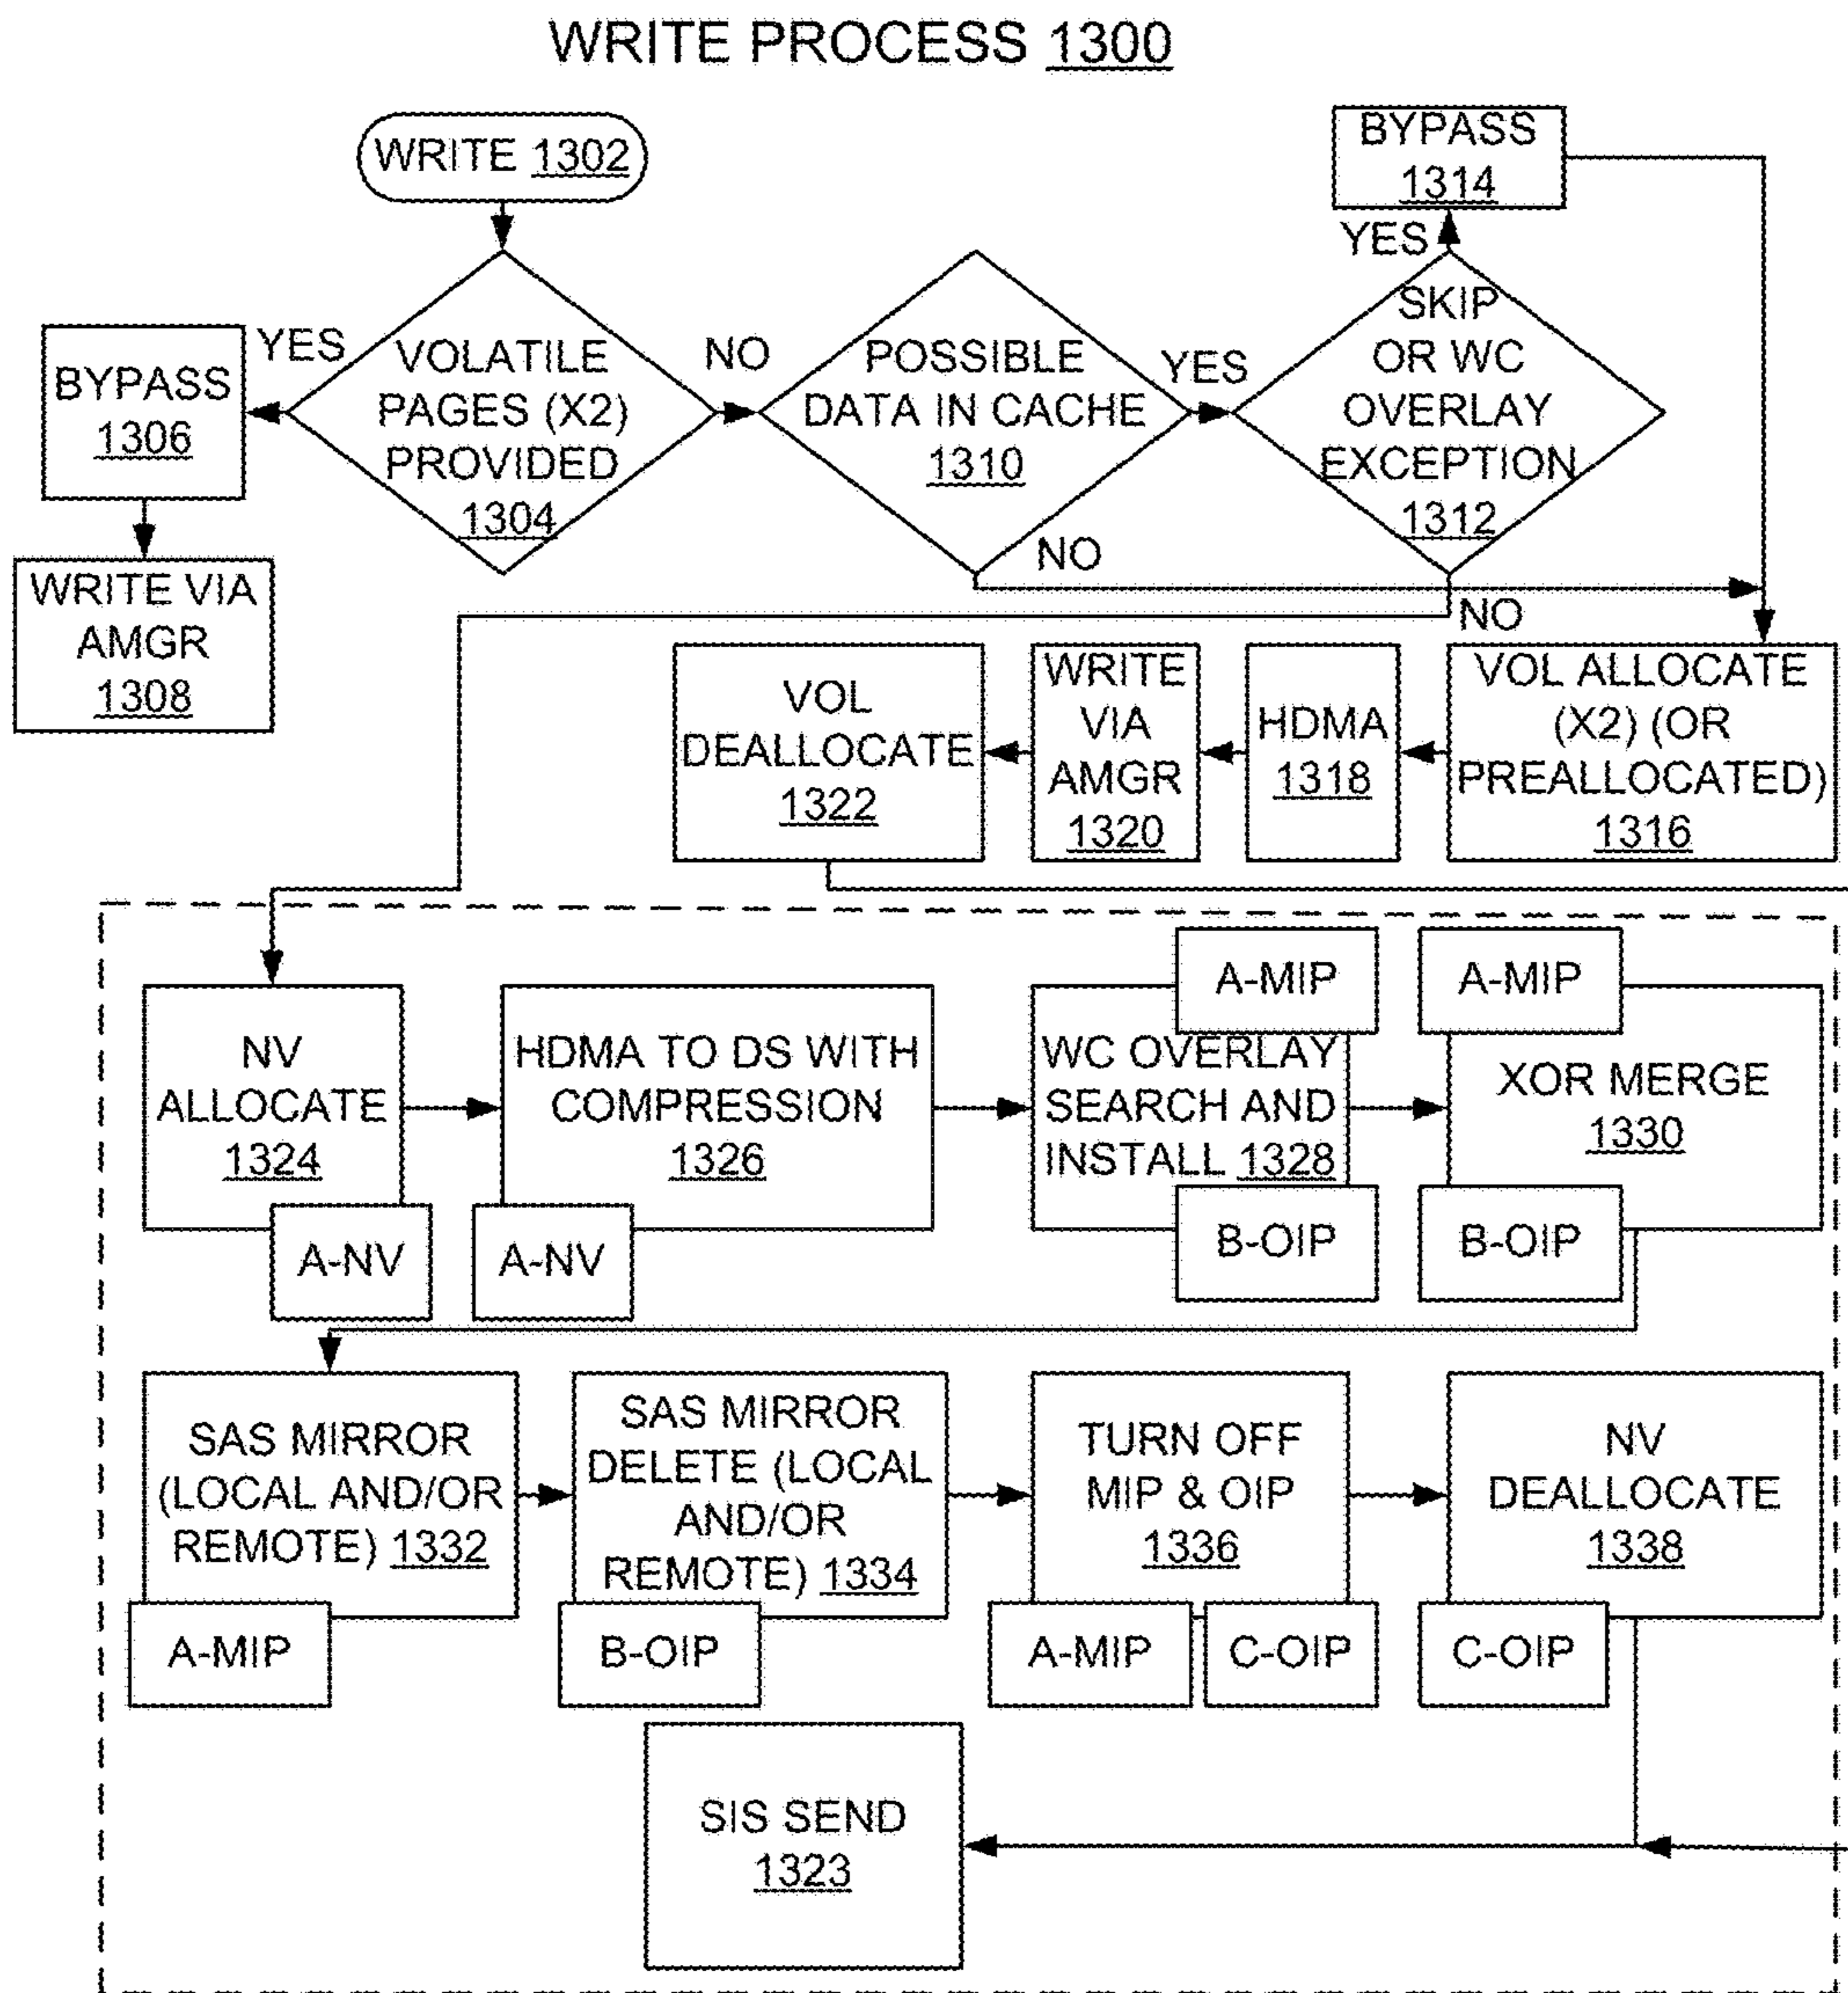 WRITE PROCESS 1300
WRITE 1302
BYPASS
1314
YES
YES
BYPASS
1306
VOLATILE
PAGES (X2)
PROVIDED
1304
NO
POSSIBLE
DATA IN CACHE
1310
YES
SKIP
OR WC
OVERLAY
EXCEPTION
1312
NO
NO
WRITE VIA
AMGR
1308
VOL
DEALLOCATE
1322
WRITE
VIA
AMGR
1320
HDMA
1318
VOL ALLOCATE
(X2) (OR
PREALLOCATED)
1316
NV
ALLOCATE
1324
A-NV
HDMA TO DS WITH
COMPRESSION
1326
A-NV
A-MIP
WC OVERLAY
SEARCH AND
INSTALL 1328
B-OIP
A-MIP
XOR MERGE
1330
B-OIP
SAS MIRROR
(LOCAL AND/OR
REMOTE) 1332
A-MIP
SAS MIRROR
DELETE (LOCAL
AND/OR
REMOTE) 1334
B-OIP
TURN OFF
MIP & OIP
1336
A-MIP
C-OIP
NV
DEALLOCATE
1338
C-OIP
SIS SEND
1323